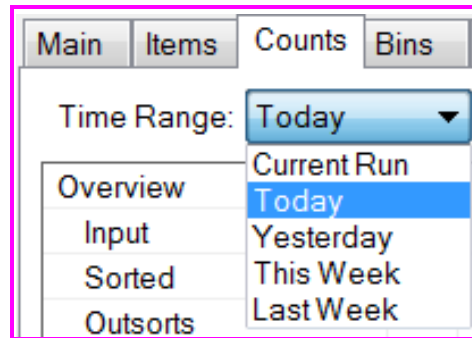 Main Items Counts Bins
Time Range: Today
Current Run
Overview Today
Input Yesterday
Sorted This Week
Outsorts Last Week